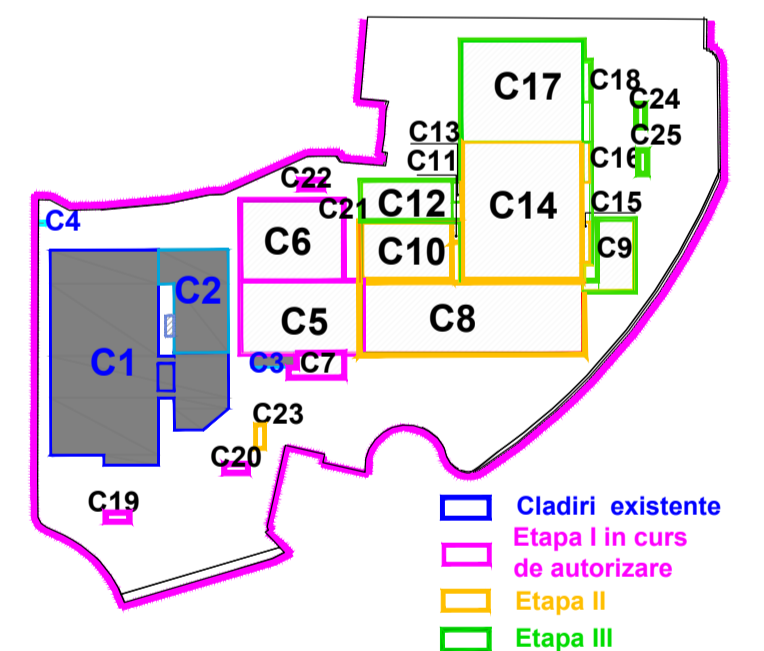 C17
C18
C24
C13
C25
C11
C16
C22
C21
C12
C14
C15
C4
C6
C10
C9
C2
C5
C8
C1
C3
C7
C23
C20
C19
Cladiri existente
Etapa I in curs
de autorizare
Etapa II
Etapa III